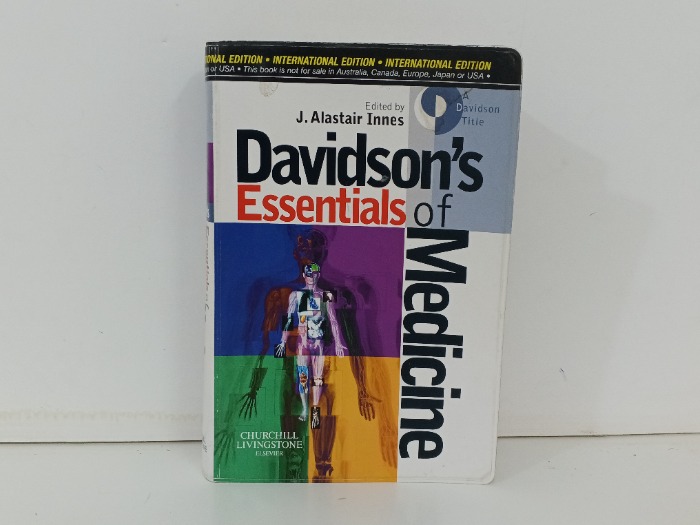 ONAL EDITION • INTERNATIONAL EDITION • INTERNATIONAL EDITION
n or USA • This book is not for sale in Australia, Canada, Europe, Japan or USA •
A
Davidson
Title
Edited by
J. Alastair Innes
Davidson's
Essentials of
Medicine
CHURCHILL
LIVINGSTONE
ELSEVIER